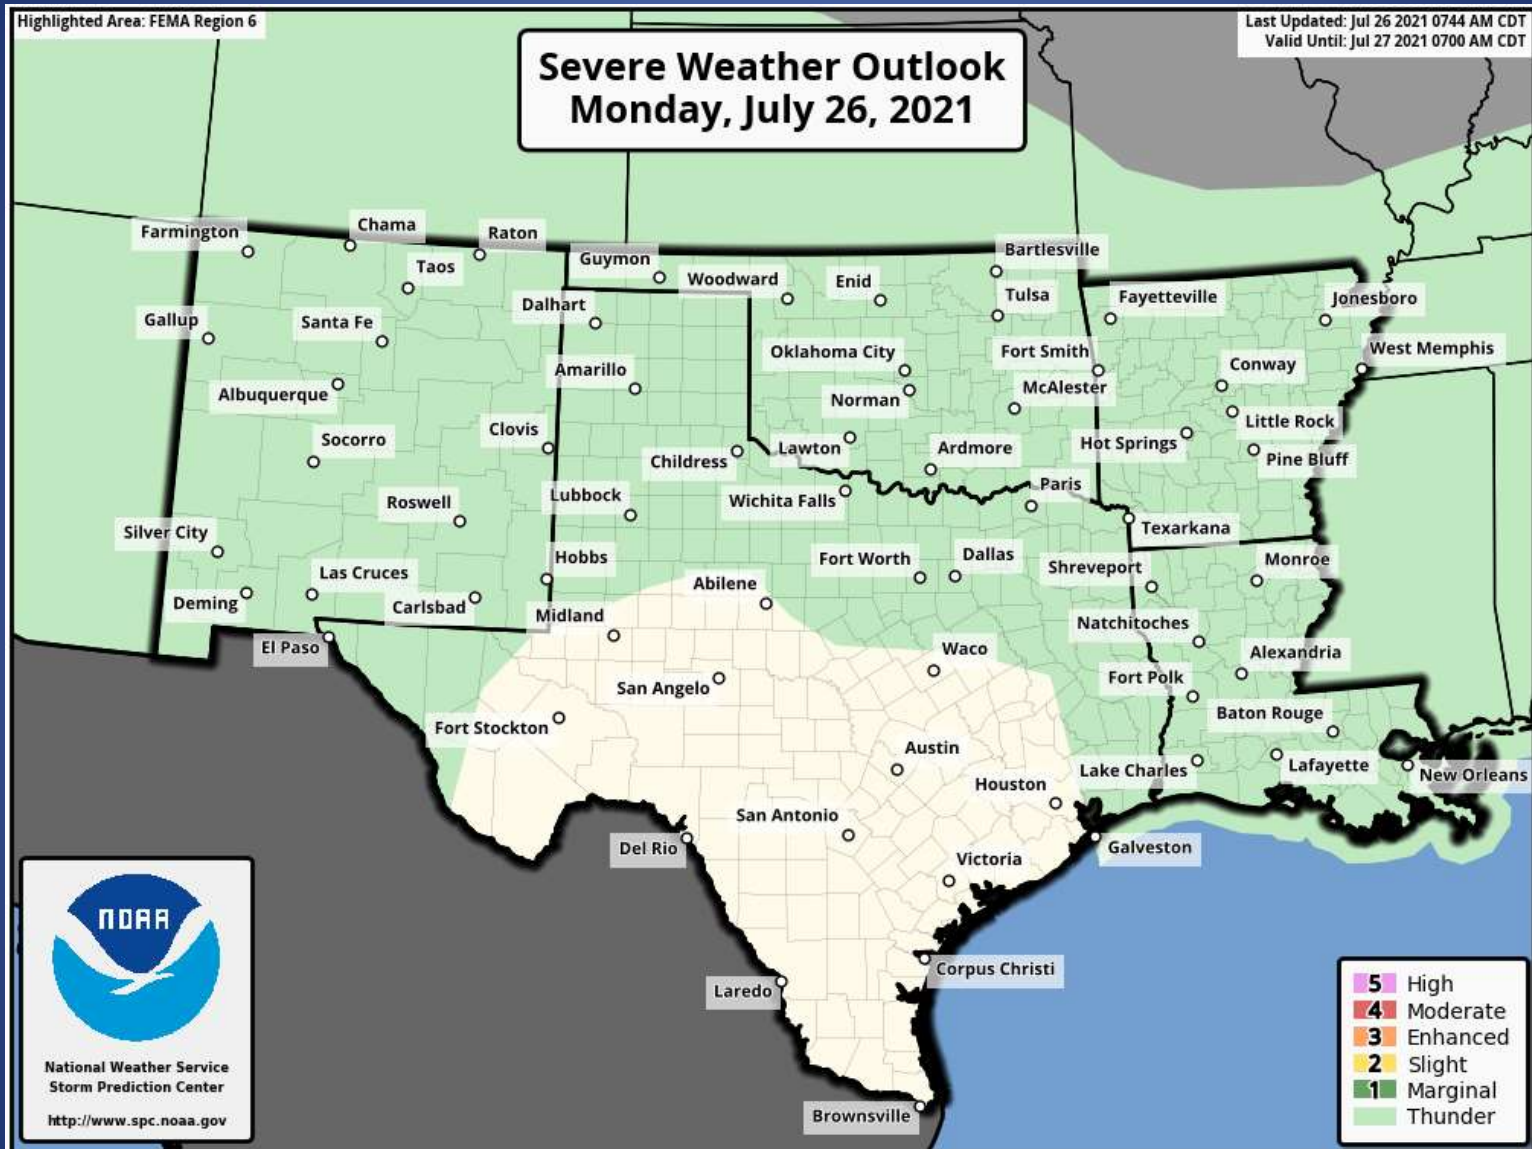 Highlighted Area: FEMA Region 6
Last Updated: Jul 26 2021 0744 AM CDT
Valid Until: Jul 27 2021 0700 AM CDT
Severe Weather Outlook
Monday, July 26, 2021
Farmington
Chama
Raton
Taos
Guymon
Woodward
Enid
Bartlesville
Tulsa
Fayetteville
Jonesboro
Gallup
Santa Fe
Dalhart
Albuquerque
Amarillo
Oklahoma City
Norman
Fort Smith
McAlester
Conway
West Memphis
Socorro
Clovis
Childress
Lawton
Ardmore
Hot Springs
Little Rock
Pine Bluff
Roswell
Lubbock
Wichita Falls
Paris
Texarkana
Silver City
Hobbs
Fort Worth
Dallas
Shreveport
Monroe
Deming
Las Cruces
Carlsbad
Midland
Abilene
Natchitoches
El Paso
San Angelo
Waco
Fort Polk
Alexandria
Fort Stockton
Austin
Baton Rouge
Lake Charles
Lafayette
New Orleans
Houston
San Antonio
Del Rio
Victoria
Galveston
Laredo
Corpus Christi
Brownsville
NOAA
National Weather Service
Storm Prediction Center
http://www.spc.noaa.gov
5 High
4 Moderate
3 Enhanced
2 Slight
1 Marginal
Thunder